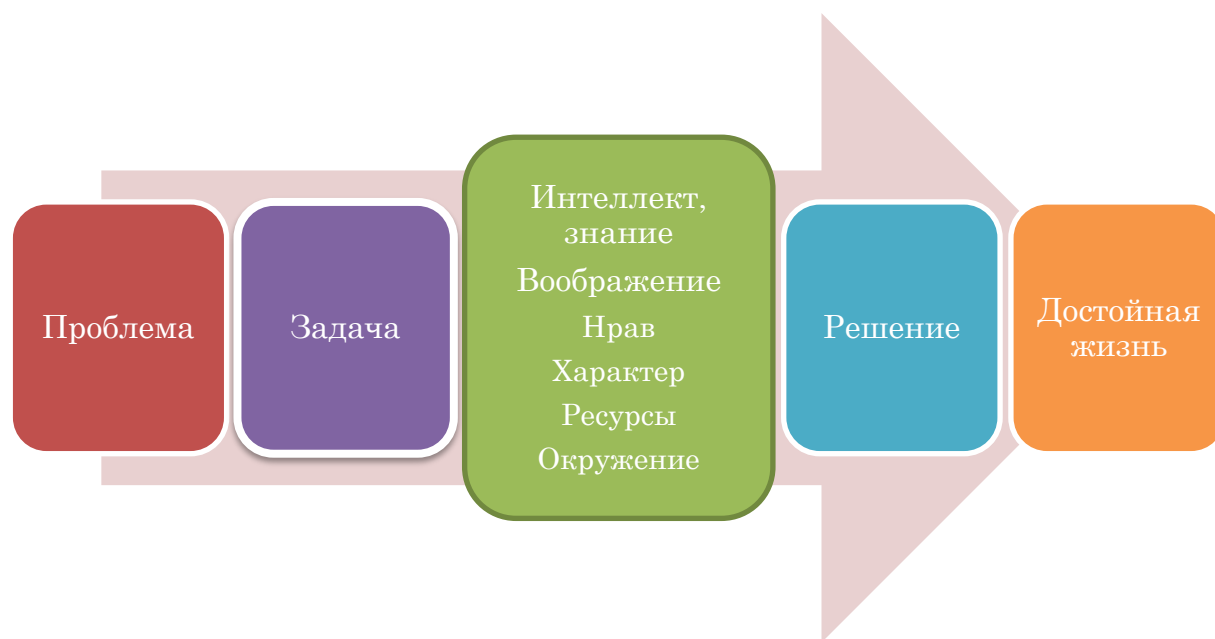 Проблема
Задача
Интеллект,
знание
Воображение
Нрав
Характер
Ресурсы
Окружение
Решение
Достойная
жизнь